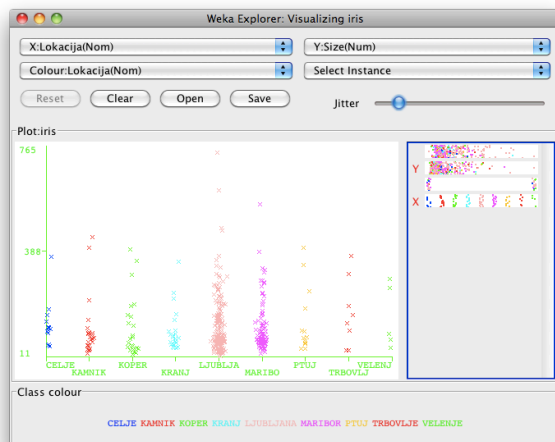 Weka Explorer: Visualizing iris
X:Lokacija(Nom) Y:Size(Num)
Colour:Lokacija(Nom) Select Instance
Reset Clear Open Save Jitter
Plot:iris
765
388
11
Y
X
CELJE KOPER LJUBLJA PTUJ VELENJ
KAMNIK KRANJ MARIBO TRBOVLJ
Class colour
CELJE KAMNIK KOPER KRANJ LJUBLJANA MARIBOR PTUJ TRBOVLJE VELENJE